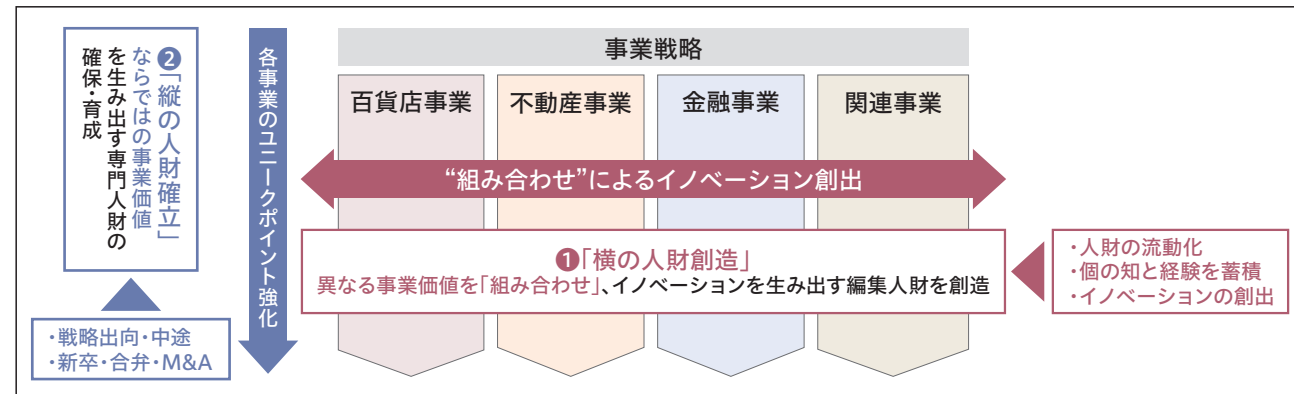 ❷「縦の人財確立」
ならではの事業価値
を生み出す専門人財の
確保・育成
・戦略出向・中途
・新卒・合弁・M&A
各事業のユニークポイント強化
事業戦略
百貨店事業
不動産事業
金融事業
関連事業
“組み合わせ”によるイノベーション創出
❶「横の人財創造」
異なる事業価値を「組み合わせ」、イノベーションを生み出す編集人財を創造
・人財の流動化
・個の知と経験を蓄積
・イノベーションの創出